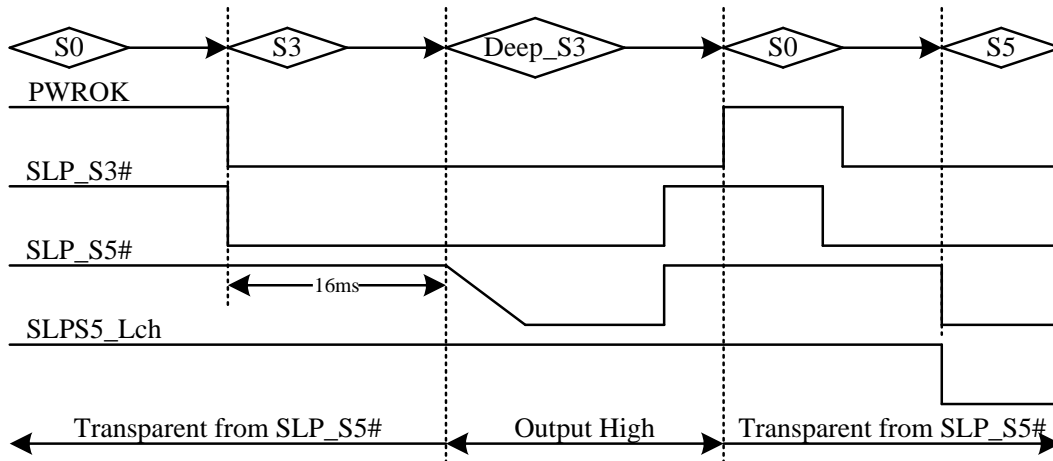 S0 S3 Deep_S3 S0 S5
PWROK
SLP_S3#
SLP_S5#
16ms
SLPS5_Lch
Transparent from SLP_S5# Output High Transparent from SLP_S5#